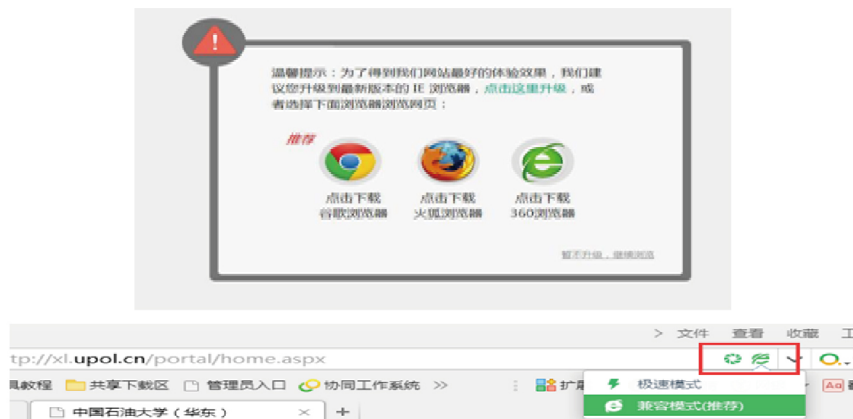 温馨提示：为了得到我们网站最好的体验效果，我们建
议您升级到最新版本的 IE 浏览器，点击这里升级，或
者选择下面浏览器浏览网页：
推荐
点击下载 点击下载 点击下载
谷歌浏览器 火狐浏览器 360浏览器
暂不升级，继续浏览
> 文件 查看 收藏 工
tp://xl.upol.cn/portal/home.aspx
教程 共享下载区 管理员入口 协同工作系统 >> 扩
极速模式
兼容模式(推荐)
中国石油大学（华东） × +